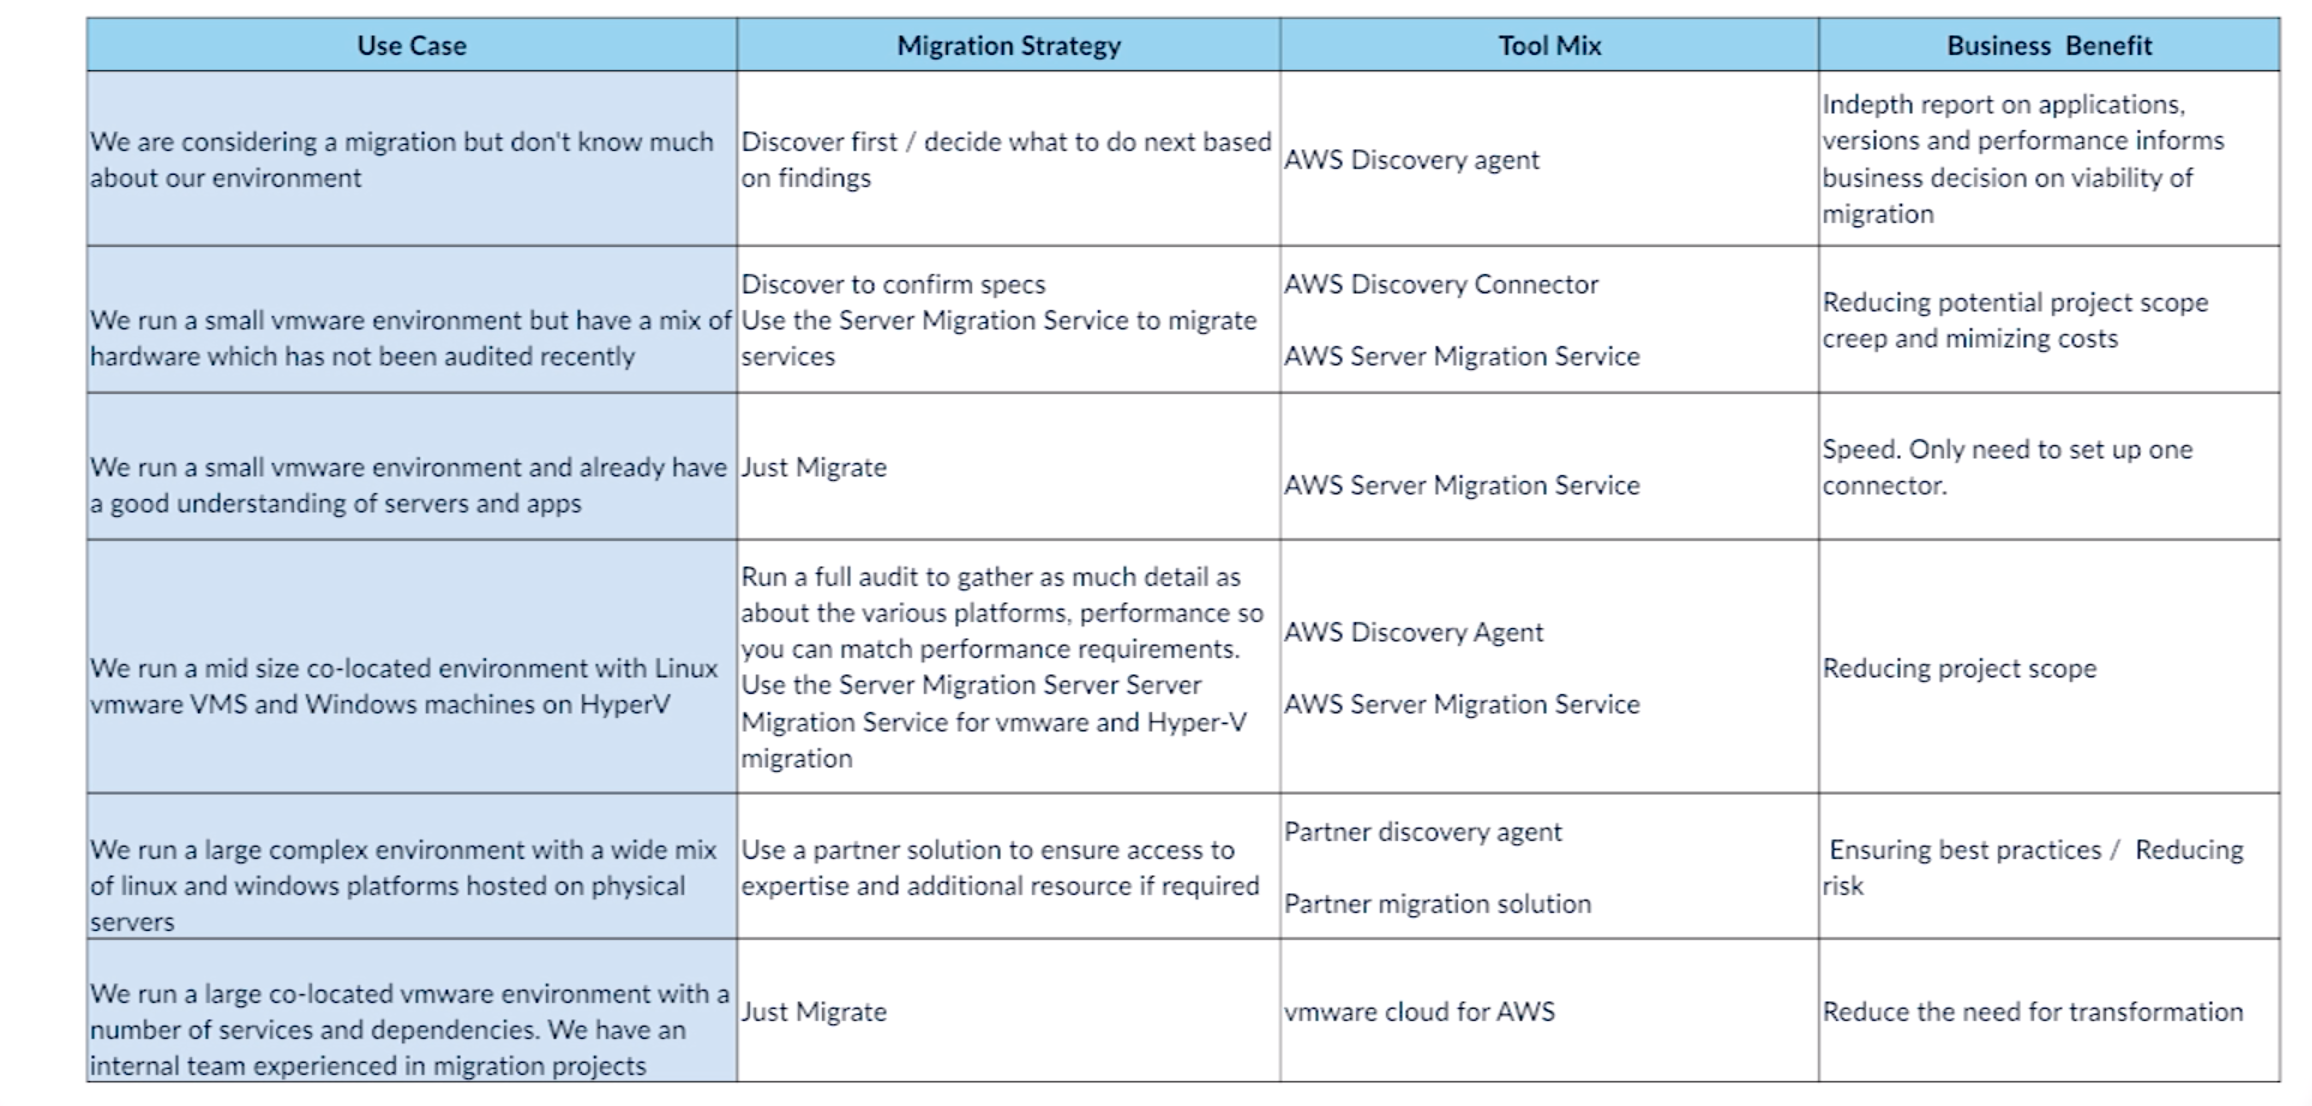 Use Case
Migration Strategy
Tool Mix
Business  Benefit
We are considering a migration but don't know much
about our environment
Discover first / decide what to do next based
on findings
AWS Discovery agent
Indepth report on applications,
versions and performance informs
business decision on viability of
migration
We run a small vmware environment but have a mix of
hardware which has not been audited recently
Discover to confirm specs
Use the Server Migration Service to migrate
services
AWS Discovery Connector
AWS Server Migration Service
Reducing potential project scope
creep and mimizing costs
We run a small vmware environment and already have
a good understanding of servers and apps
Just Migrate
AWS Server Migration Service
Speed. Only need to set up one
connector.
We run a mid size co-located environment with Linux
vmware VMS and Windows machines on HyperV
Run a full audit to gather as much detail as
about the various platforms, performance so
you can match performance requirements.
Use the Server Migration Server Server
Migration Service for vmware and Hyper-V
migration
AWS Discovery Agent
AWS Server Migration Service
Reducing project scope
We run a large complex environment with a wide mix
of linux and windows platforms hosted on physical
servers
Use a partner solution to ensure access to
expertise and additional resource if required
Partner discovery agent
Partner migration solution
Ensuring best practices /  Reducing
risk
We run a large co-located vmware environment with a
number of services and dependencies. We have an
internal team experienced in migration projects
Just Migrate
vmware cloud for AWS
Reduce the need for transformation